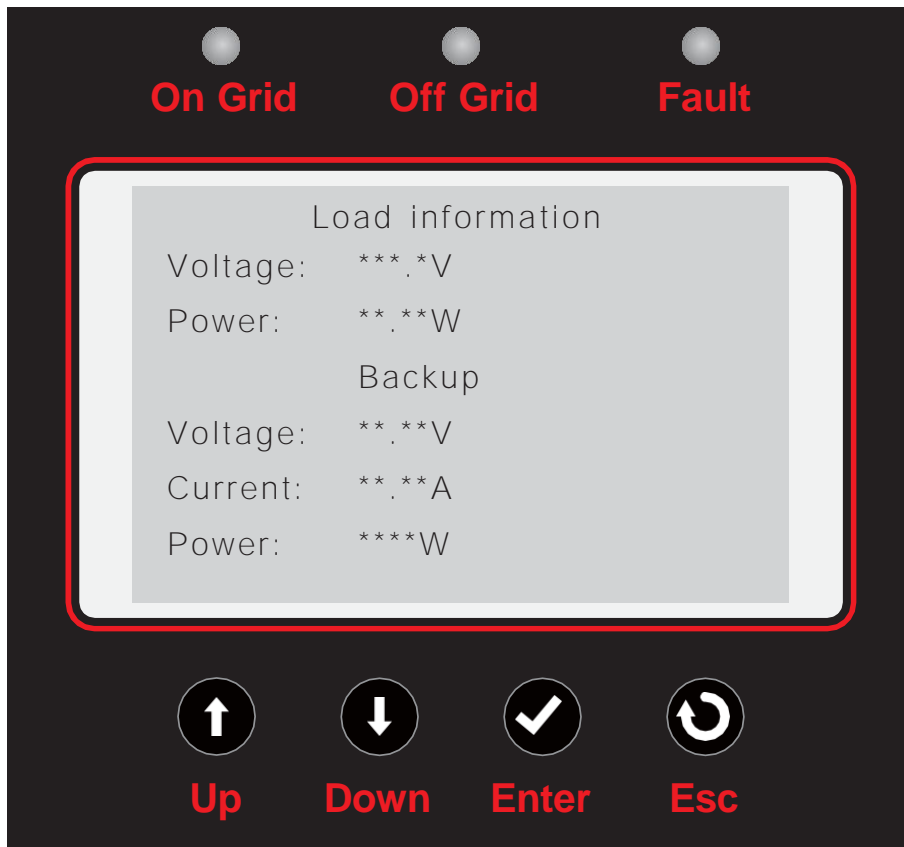 On Grid Off Grid Fault
Load information
Voltage: ***.*V
Power: **.**W
Backup
Voltage: **.**V
Current: **.**A
Power: ****W
Up Down Enter Esc